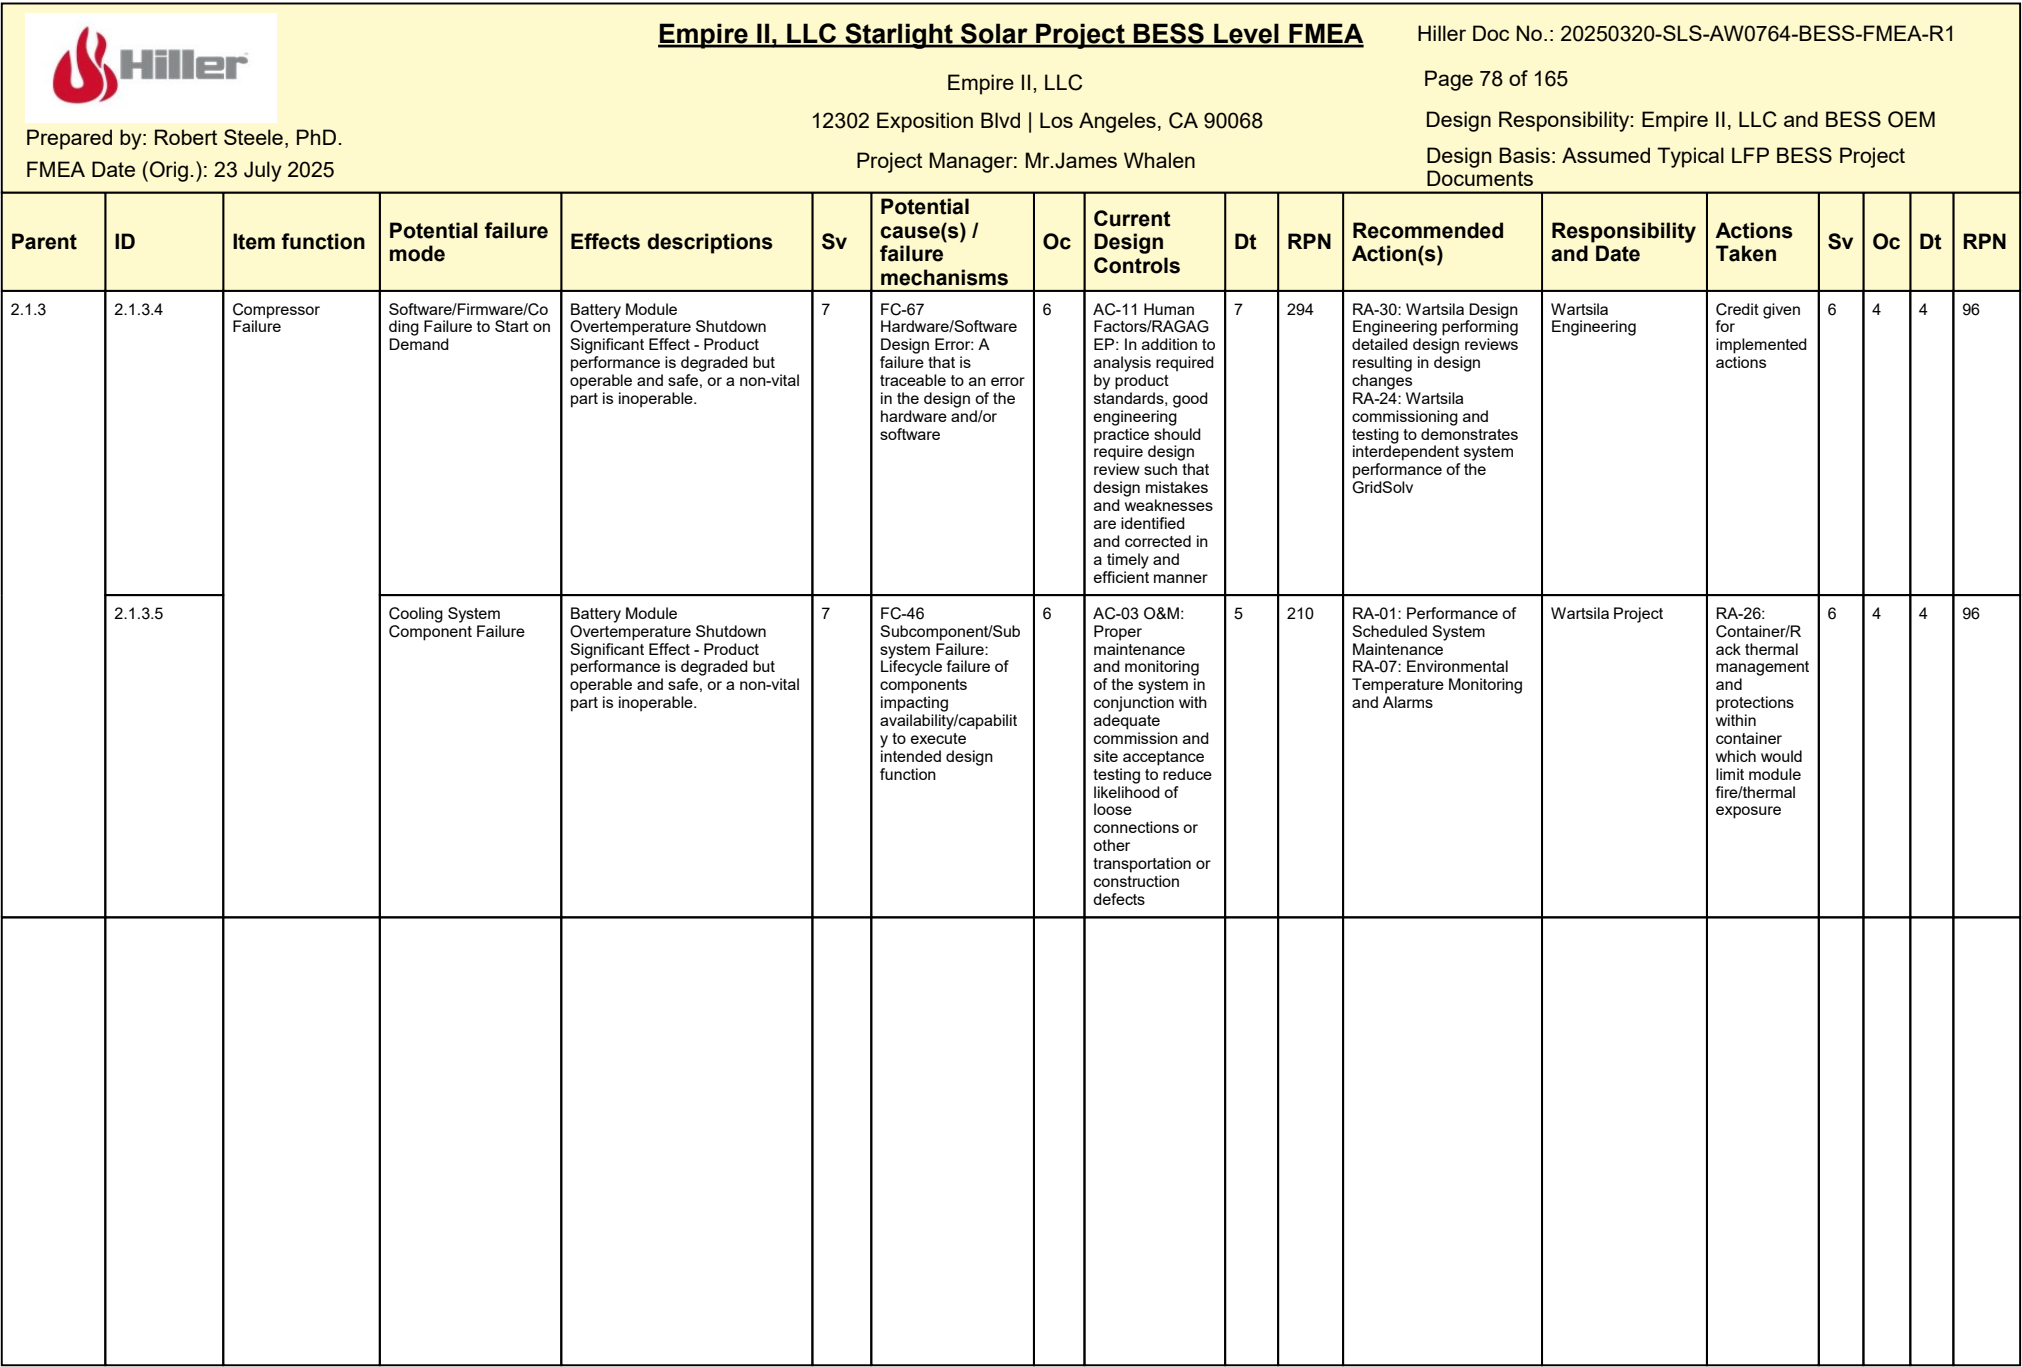 Hiller
Prepared by: Robert Steele, PhD.
FMEA Date (Orig.): 23 July 2025
Empire II, LLC Starlight Solar Project BESS Level FMEA
Empire II, LLC
12302 Exposition Blvd | Los Angeles, CA 90068
Project Manager: Mr.James Whalen
Hiller Doc No.: 20250320-SLS-AW0764-BESS-FMEA-R1
Page 78 of 165
Design Responsibility: Empire II, LLC and BESS OEM
Design Basis: Assumed Typical LFP BESS Project
Documents
Parent
ID
Item function
Potential failure
mode
Effects descriptions
Sv
Potential
cause(s) /
failure
mechanisms
Oc
Current
Design
Controls
Dt
RPN
Recommended
Action(s)
Responsibility
and Date
Actions
Taken
Sv
Oc
Dt
RPN
2.1.3
2.1.3.4
Compressor
Failure
Software/Firmware/Co
ding Failure to Start on
Demand
Battery Module
Overtemperature Shutdown
Significant Effect - Product
performance is degraded but
operable and safe, or a non-vital
part is inoperable.
7
FC-67
Hardware/Software
Design Error: A
failure that is
traceable to an error
in the design of the
hardware and/or
software
6
AC-11 Human
Factors/RAGAG
EP: In addition to
analysis required
by product
standards, good
engineering
practice should
require design
review such that
design mistakes
and weaknesses
are identified
and corrected in
a timely and
efficient manner
7
294
RA-30: Wartsila Design
Engineering performing
detailed design reviews
resulting in design
changes
RA-24: Wartsila
commissioning and
testing to demonstrates
interdependent system
performance of the
GridSolv
Wartsila
Engineering
Credit given
for
implemented
actions
6
4
4
96
2.1.3.5
Cooling System
Component Failure
Battery Module
Overtemperature Shutdown
Significant Effect - Product
performance is degraded but
operable and safe, or a non-vital
part is inoperable.
7
FC-46
Subcomponent/Sub
system Failure:
Lifecycle failure of
components
impacting
availability/capabilit
y to execute
intended design
function
6
AC-03 O&M:
Proper
maintenance
and monitoring
of the system in
conjunction with
adequate
commission and
site acceptance
testing to reduce
likelihood of
loose
connections or
other
transportation or
construction
defects
5
210
RA-01: Performance of
Scheduled System
Maintenance
RA-07: Environmental
Temperature Monitoring
and Alarms
Wartsila Project
RA-26:
Container/R
ack thermal
management
and
protections
within
container
which would
limit module
fire/thermal
exposure
6
4
4
96